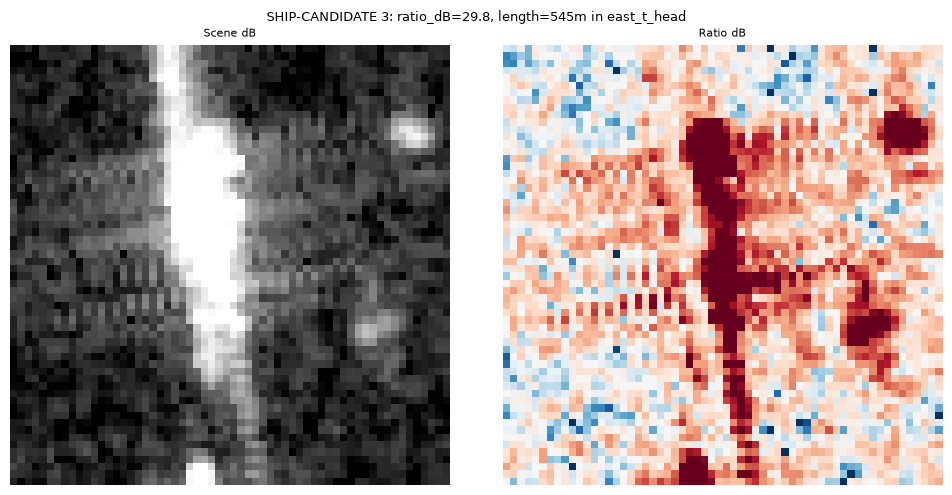 SHIP-CANDIDATE 3: ratio_dB=29.8, length=545m in east_t_head
Scene dB
Ratio dB